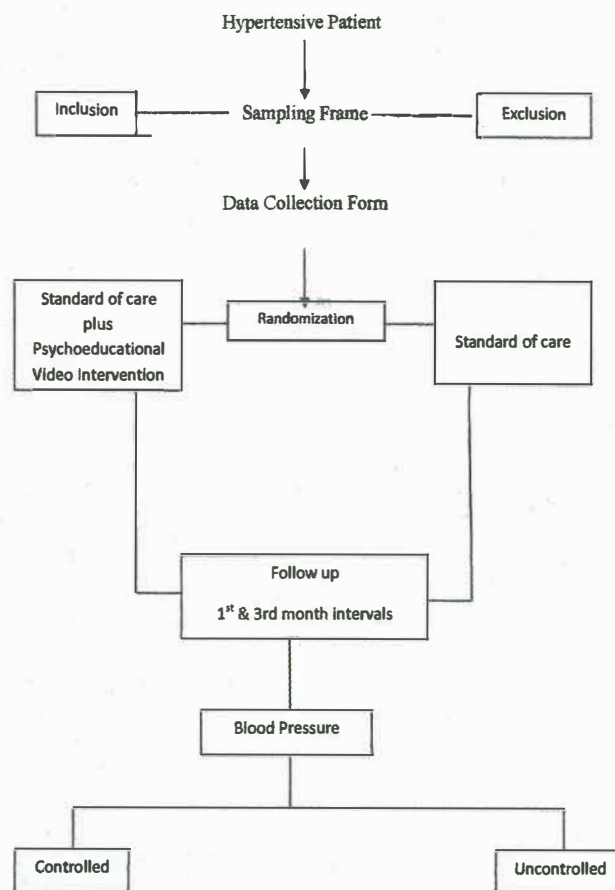 Hypertensive Patient
Inclusion
Sampling Frame
Exclusion
Data Collection Form
Standard of care
plus
Psychoeducational
Video Intervention
Randomization
Standard of care
Follow up
1st & 3rd month intervals
Blood Pressure
Controlled
Uncontrolled